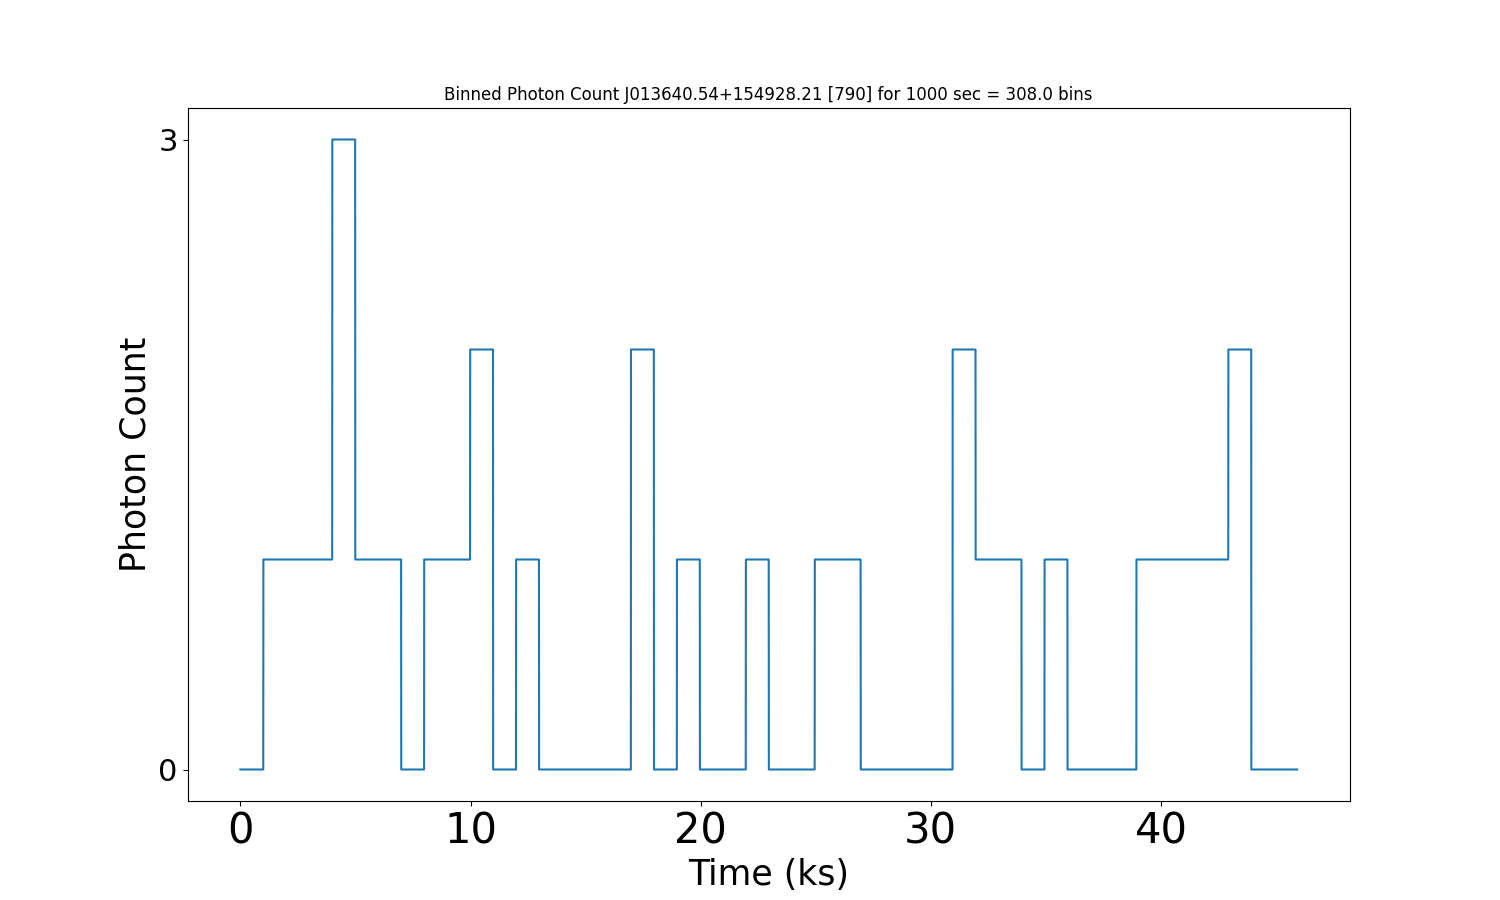 Binned Photon Count J013640.54+154928.21 [790] for 1000 sec = 308.0 bins
3
Photon Count
0
0 10 20 30 40
Time (ks)